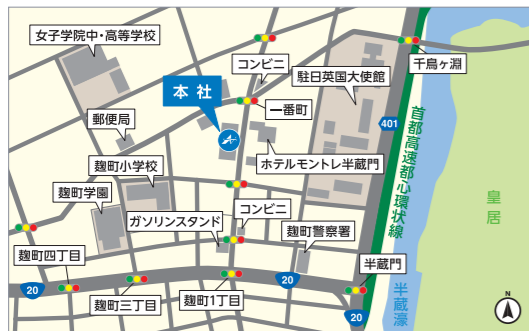 女子学院中・高等学校
コンビニ
駐日英国大使館
千鳥ヶ淵
本社
一番町
郵便局
401
首都高速都心環状線
ホテルモントレ半蔵門
麹町小学校
皇居
麹町学園
ガソリンスタンド
コンビニ
麹町警察署
麹町四丁目
半蔵門
半蔵濠
20
麹町三丁目
麹町1丁目
20
20
N